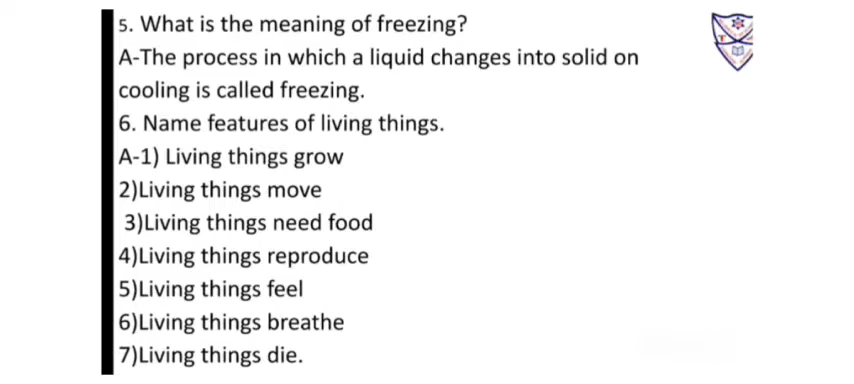 5. What is the meaning of freezing?
A-The process in which a liquid changes into solid on
cooling is called freezing.
6. Name features of living things.
A-1) Living things grow
2)Living things move
3)Living things need food
4)Living things reproduce
5)Living things feel
6)Living things breathe
7)Living things die.